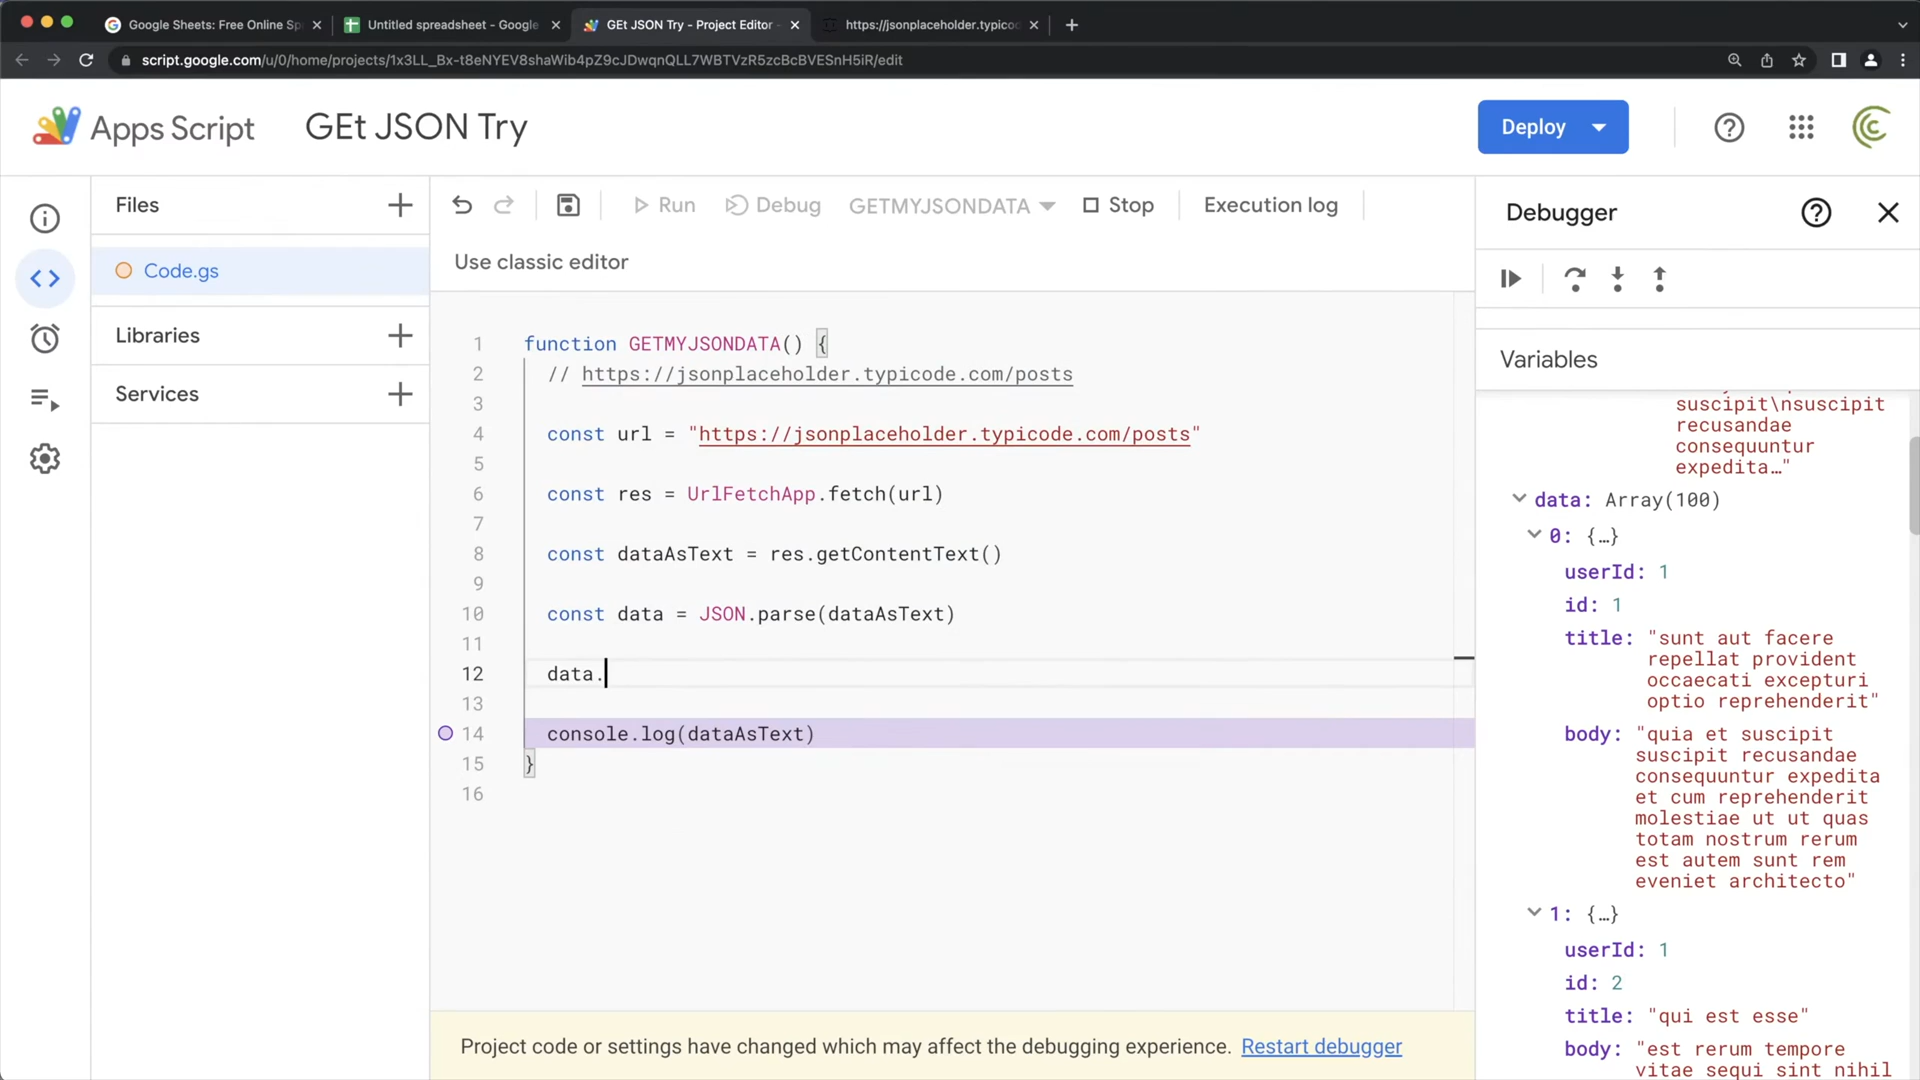 Google Sheets: Free Online Sp
Untitled spreadsheet - Google
GEt JSON Try - Project Editor -
https://jsonplaceholder.typico
script.google.com/u/0/home/projects/1x3LL_Bx-t8eNYEV8shaWib4pZ9cJDwqnQLL7WBTVzR5zcBcBVESnH5iR/edit
Apps Script
GEt JSON Try
Deploy
Files
Code.gs
Libraries
Services
Run
Debug
GETMYJSONDATA
Stop
Execution log
Use classic editor
1 function GETMYJSONDATA() {
2 // https://jsonplaceholder.typicode.com/posts
3
4 const url = "https://jsonplaceholder.typicode.com/posts"
5
6 const res = UrlFetchApp.fetch(url)
7
8 const dataAsText = res.getContentText()
9
10 const data = JSON.parse(dataAsText)
11
12 data.
13
14 console.log(dataAsText)
15 }
16
Project code or settings have changed which may affect the debugging experience. Restart debugger
Debugger
Variables
suscipit\nsuscipit
recusandae
consequuntur
expedita…"
data: Array(100)
0: {…}
userId: 1
id: 1
title: "sunt aut facere
repellat provident
occaecati excepturi
optio reprehenderit"
body: "quia et suscipit
suscipit recusandae
consequuntur expedita
et cum reprehenderit
molestiae ut ut quas
totam nostrum rerum
est autem sunt rem
eveniet architecto"
1: {…}
userId: 1
id: 2
title: "qui est esse"
body: "est rerum tempore
vitae sequi sint nihil